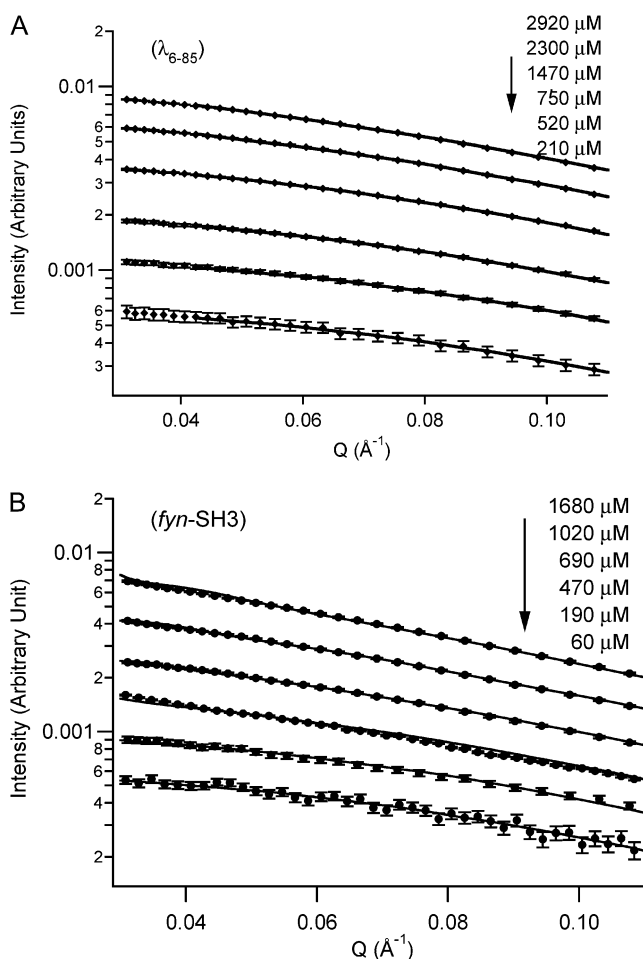 A
(λ6-85)
2920 μM
2300 μM
1470 μM
750 μM
520 μM
210 μM
Intensity (Arbitrary Units)
2
0.01
6
5
4
3
2
0.001
6
5
4
3
0.04
0.06
0.08
0.10
Q (Å-1)
B
(fyn-SH3)
1680 μM
1020 μM
690 μM
470 μM
190 μM
60 μM
Intensity (Arbitrary Unit)
2
0.01
8
6
4
2
0.001
8
6
4
2
0.04
0.06
0.08
0.10
Q (Å-1)